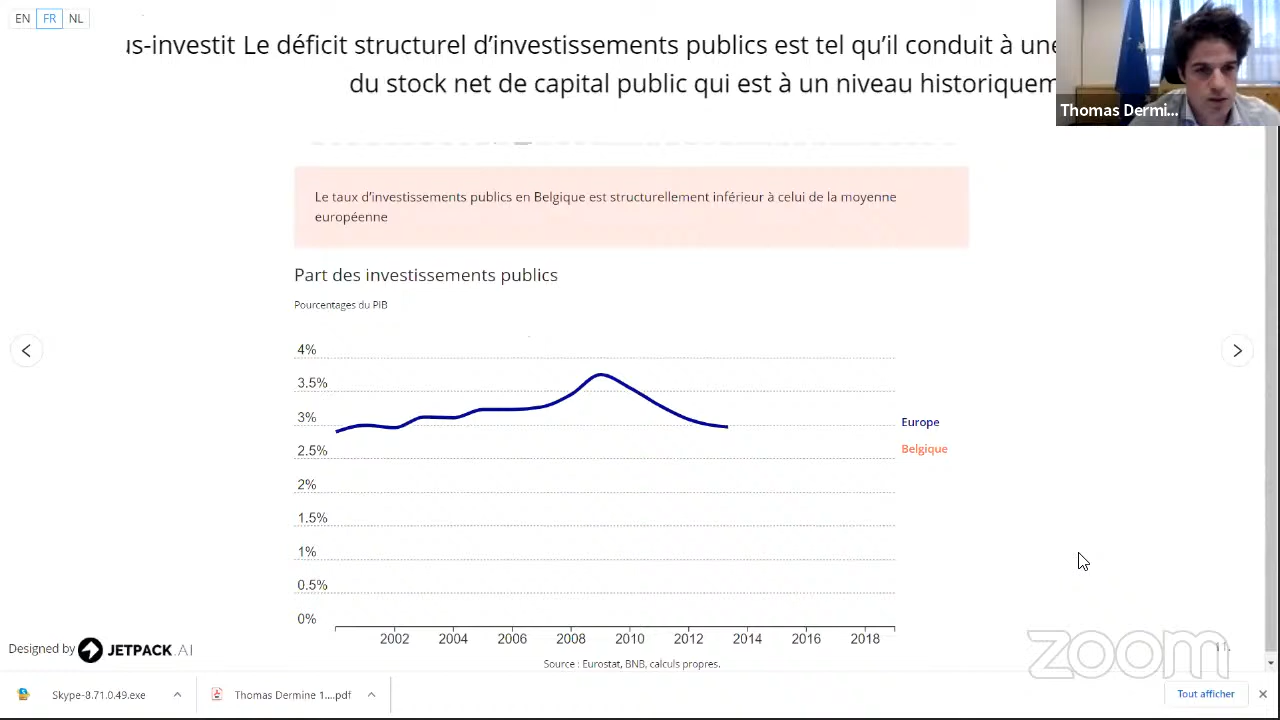 EN FR NL
us-investit Le déficit structurel d’investissements publics est tel qu’il conduit à une
du stock net de capital public qui est à un niveau historiquem
Thomas Dermi...
Le taux d’investissements publics en Belgique est structurellement inférieur à celui de la moyenne
européenne
Part des investissements publics
Pourcentages du PIB
4%
3.5%
3%
Europe
2.5%
Belgique
2%
1.5%
1%
0.5%
0%
2002 2004 2006 2008 2010 2012 2014 2016 2018
Source : Eurostat, BNB, calculs propres.
Designed by JETPACK.AI
zoom
11.
Skype-8.71.0.49.exe
Thomas Dermine 1....pdf
Tout afficher